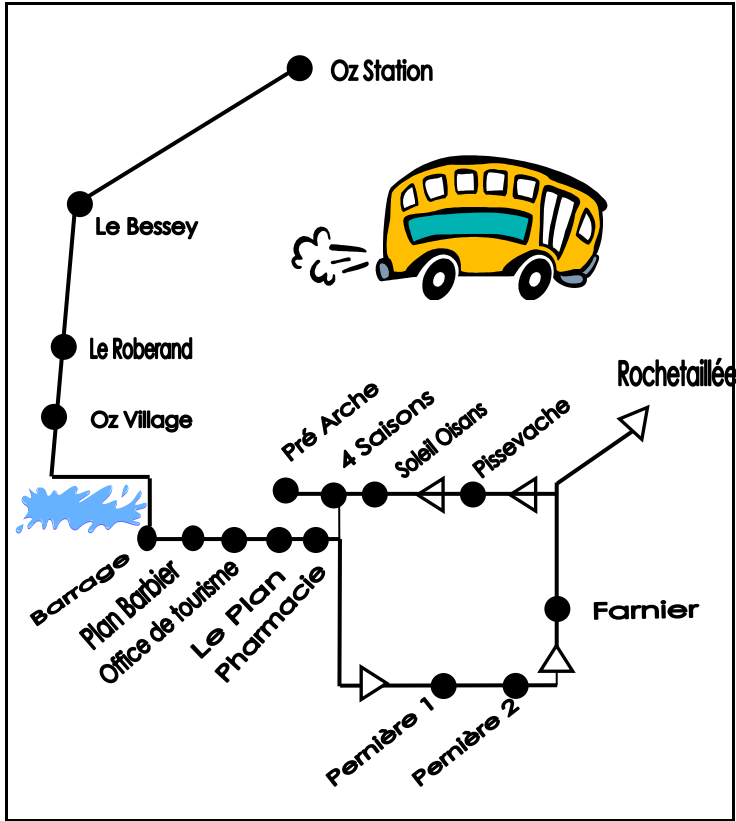 Oz Station
Le Bessey
Le Roberand
Oz Village
Rochetaillée
Pré Arche
4 Saisons
Soleil Oisans
Pissevache
Barrage
Plan Barbier
Office de tourisme
Le Plan
Pharmacie
Farnier
Pernière 1
Pernière 2